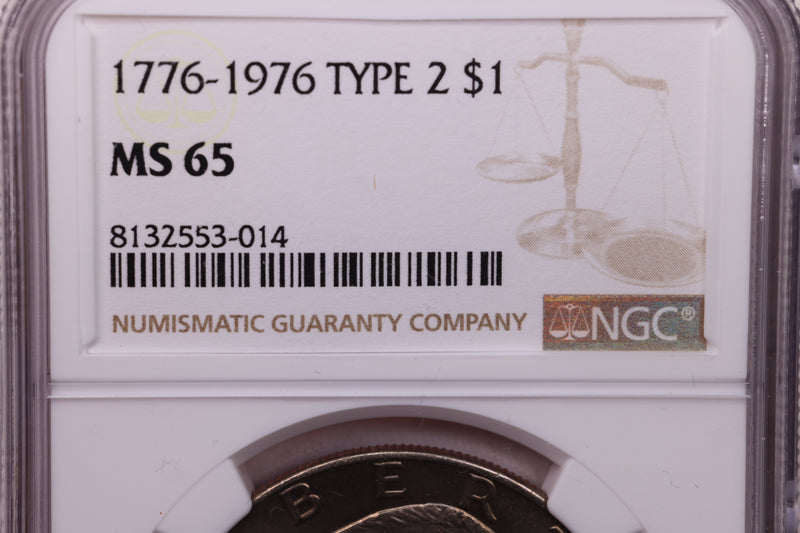 1776-1976 TYPE 2 $1
MS 65
8132553-014
NUMISMATIC GUARANTY COMPANY
NGC®
BER